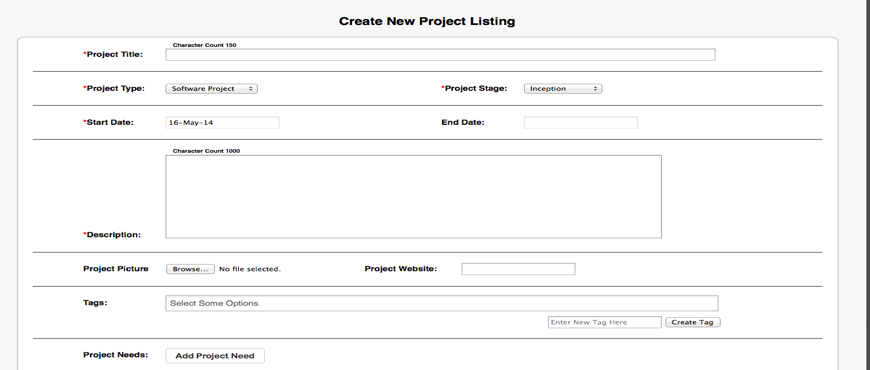 Create New Project Listing
Character Count 150
*Project Title:
*Project Type: Software Project *Project Stage: Inception
*Start Date: 16-May-14 End Date:
Character Count 1000
*Description:
Project Picture Browse... No file selected. Project Website:
Tags: Select Some Options
Enter New Tag Here Create Tag
Project Needs: Add Project Need